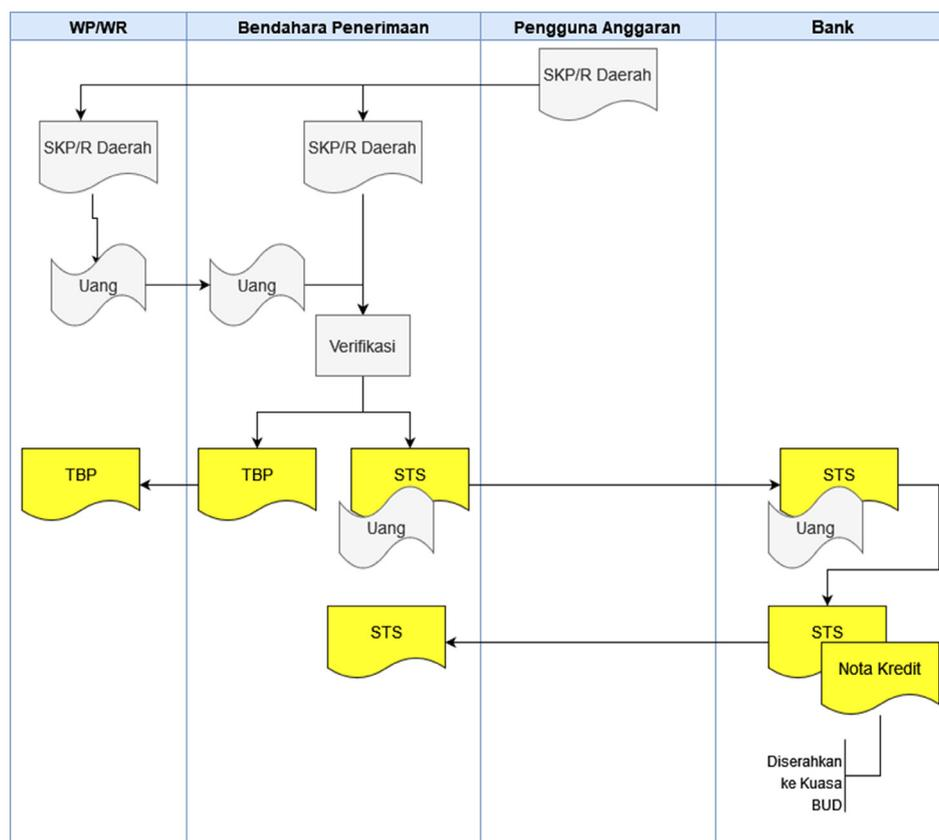 WP/WR
Bendahara Penerimaan
Pengguna Anggaran
Bank
SKP/R Daerah
SKP/R Daerah
SKP/R Daerah
Uang
Uang
Verifikasi
TBP
TBP
STS
STS
Uang
Uang
STS
STS
Nota Kredit
Diserahkan
ke Kuasa
BUD